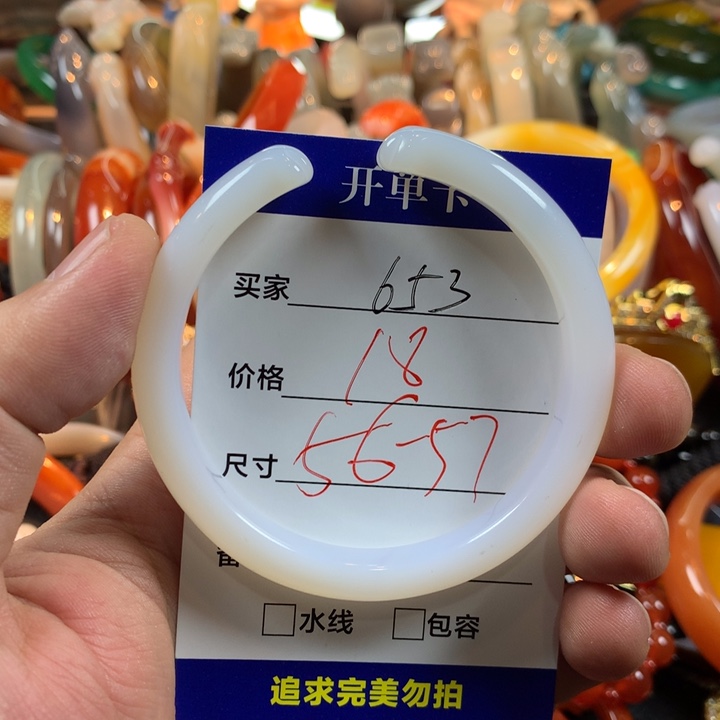 开单卡
买家 653
价格 18
尺寸 56-57
备
水线 包容
追求完美勿拍